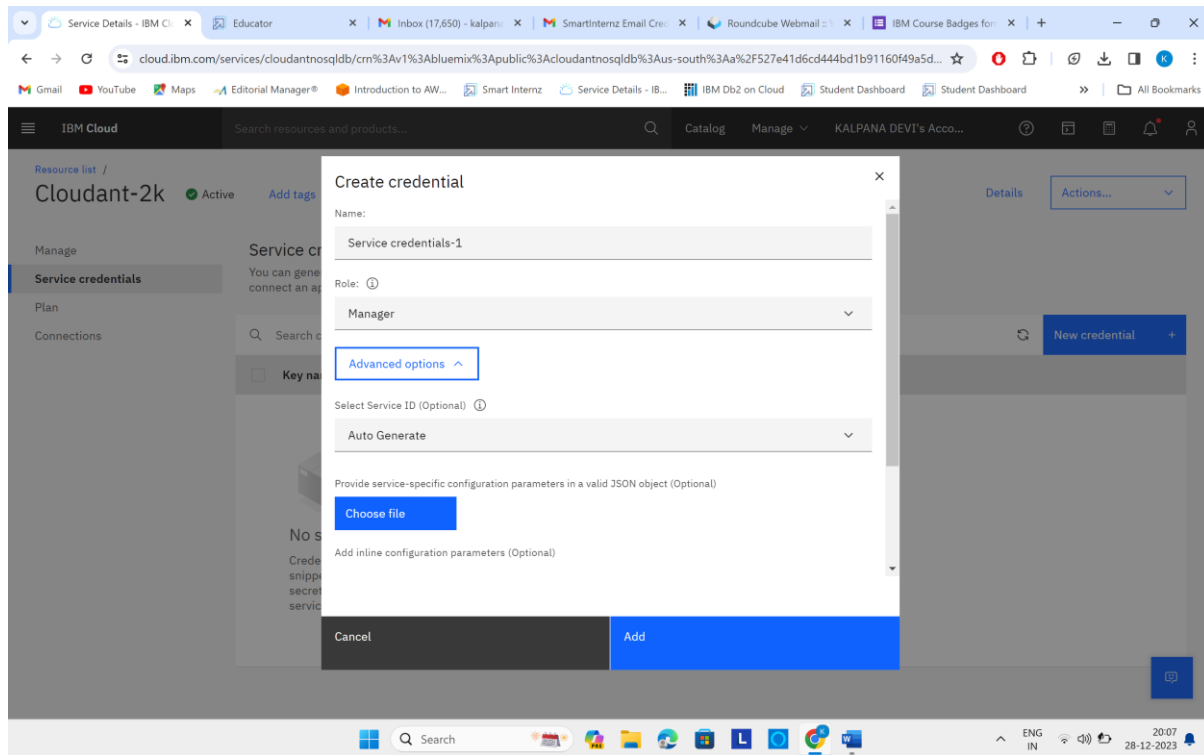 Service Details - IBM Cl
Educator
Inbox (17,650) - kalpana
SmartInternz Email Cred
Roundcube Webmail ::
IBM Course Badges for
cloud.ibm.com/services/cloudantnosqldb/crn%3Av1%3Abluemix%3Apublic%3Acloudantnosqldb%3Aus-south%3Aa%2F527e41d6cd444bd1b91160f49a5d...
K
Gmail
YouTube
Maps
Editorial Manager®
Introduction to AW...
Smart Internz
Service Details - IB...
IBM Db2 on Cloud
Student Dashboard
Student Dashboard
»
All Bookmarks
IBM Cloud
Search resources and products...
Catalog
Manage
KALPANA DEVI's Acco...
Resource list /
Cloudant-2k
Active
Add tags
Details
Actions...
Manage
Service credentials
Plan
Connections
Service cr
You can gene
connect an ap
Search c
New credential +
Key na
No s
Crede
snipp
secret
servic
Create credential
Name:
Service credentials-1
Role:
Manager
Advanced options
Select Service ID (Optional)
Auto Generate
Provide service-specific configuration parameters in a valid JSON object (Optional)
Choose file
Add inline configuration parameters (Optional)
Cancel
Add
Search
PRE
L
W
ENG
IN
20:07
28-12-2023